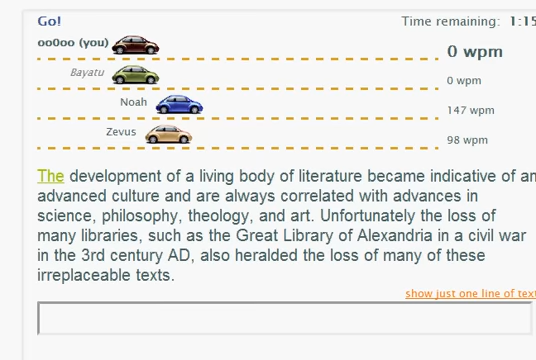 Go!
Time remaining: 1:15
oo0oo (you)
0 wpm
Bayatu
0 wpm
Noah
147 wpm
Zevus
98 wpm
The development of a living body of literature became indicative of an
advanced culture and are always correlated with advances in
science, philosophy, theology, and art. Unfortunately the loss of
many libraries, such as the Great Library of Alexandria in a civil war
in the 3rd century AD, also heralded the loss of many of these
irreplaceable texts.
show just one line of text